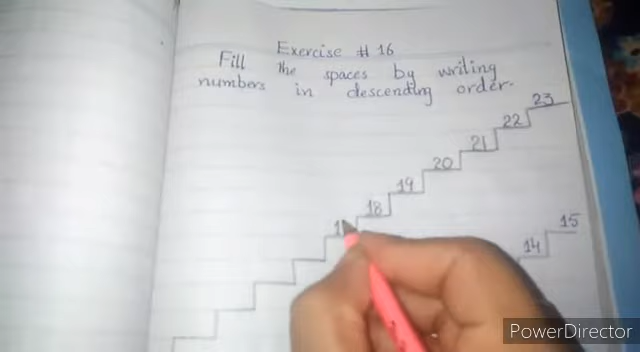 Exercise # 16
Fill the spaces by writing
numbers in descending order.
23
22
21
20
19
18
1
15
14
PowerDirector